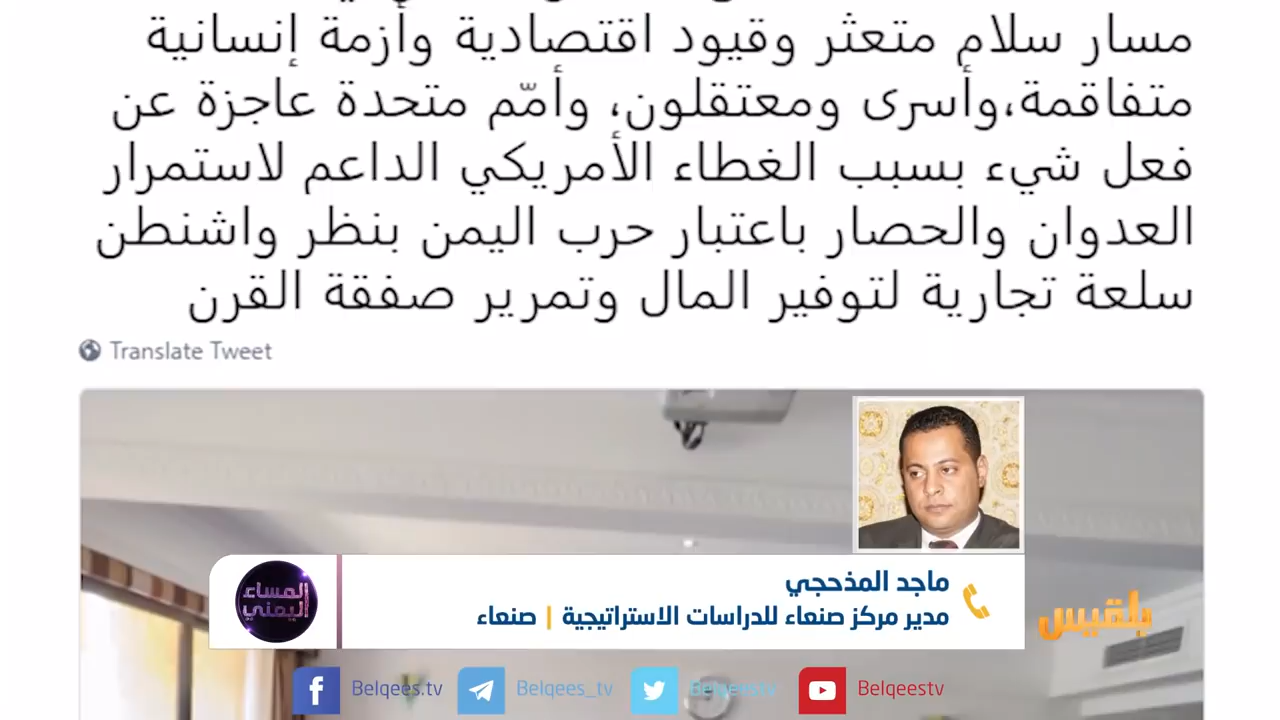 مسار سلام متعثر وقيود اقتصادية وأزمة إنسانية
متفاقمة،وأسرى ومعتقلون، وأمّم متحدة عاجزة عن
فعل شيء بسبب الغطاء الأمريكي الداعم لاستمرار
العدوان والحصار باعتبار حرب اليمن بنظر واشنطن
سلعة تجارية لتوفير المال وتمرير صفقة القرن
Translate Tweet
ماجد المذحجي
مدير مركز صنعاء للدراسات الاستراتيجية | صنعاء
المساء
اليمني
بلقيس
Belqees.tv
Belqees_tv
Belqeestv
Belqeestv